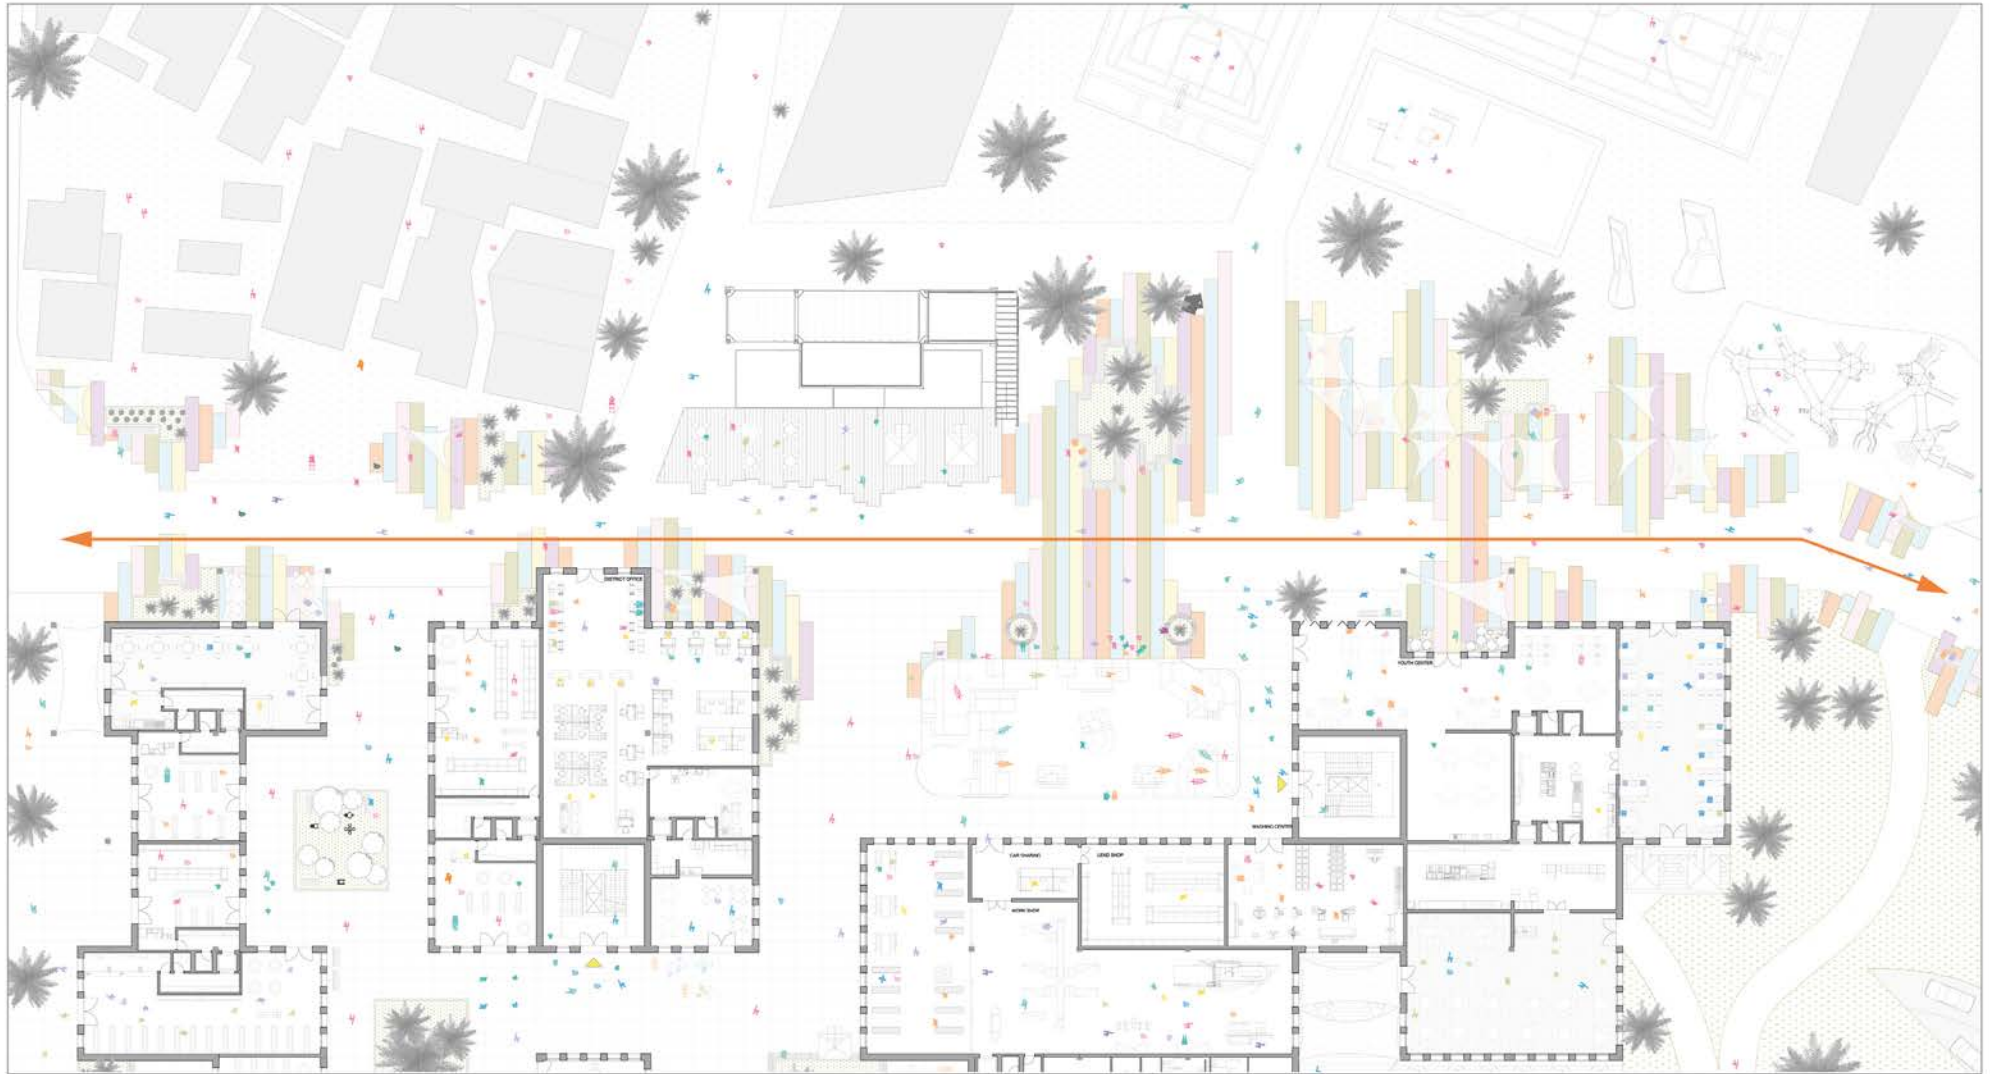 DISTRICT OFFICE
YOUTH CENTER
WASHING CENTER
CAR SHARING
LEND SHOP
WORK SHOP